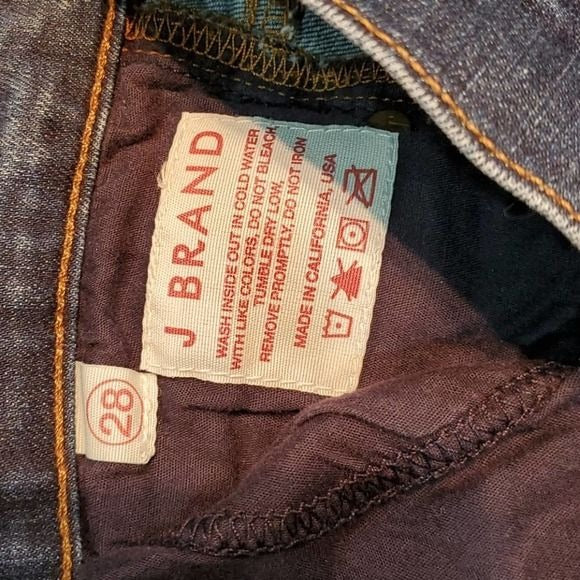 J BRAND
WASH INSIDE OUT IN COLD WATER
WITH LIKE COLORS, DO NOT BLEACH
TUMBLE DRY LOW,
REMOVE PROMPTLY, DO NOT IRON
MADE IN CALIFORNIA, USA
28